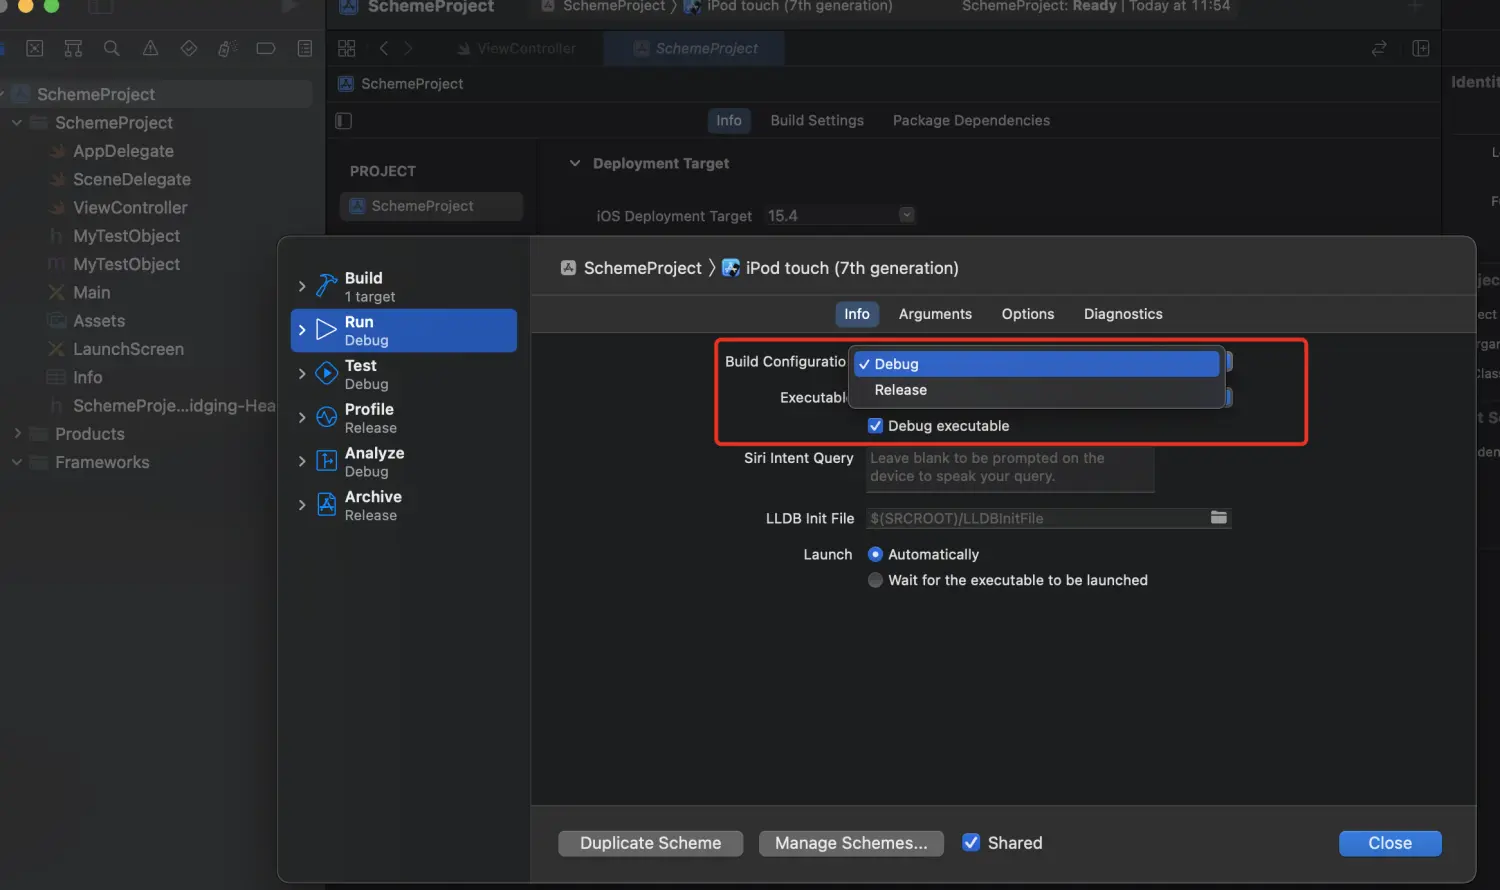 SchemeProject
SchemeProject 〉 iPod touch (7th generation)
SchemeProject: Ready | Today at 11:54
ViewController
SchemeProject
SchemeProject
Info
Build Settings
Package Dependencies
PROJECT
SchemeProject
Deployment Target
iOS Deployment Target
15.4
SchemeProject
SchemeProject
AppDelegate
SceneDelegate
ViewController
MyTestObject
MyTestObject
Main
Assets
LaunchScreen
Info
SchemeProje...idging-Hea
Products
Frameworks
Build
1 target
Run
Debug
Test
Debug
Profile
Release
Analyze
Debug
Archive
Release
SchemeProject 〉 iPod touch (7th generation)
Info
Arguments
Options
Diagnostics
Build Configuratio
✓ Debug
Release
Executabl
Debug executable
Siri Intent Query
Leave blank to be prompted on the
device to speak your query.
LLDB Init File
$(SRCROOT)/LLDBInitFile
Launch
Automatically
Wait for the executable to be launched
Duplicate Scheme
Manage Schemes...
Shared
Close
Identit